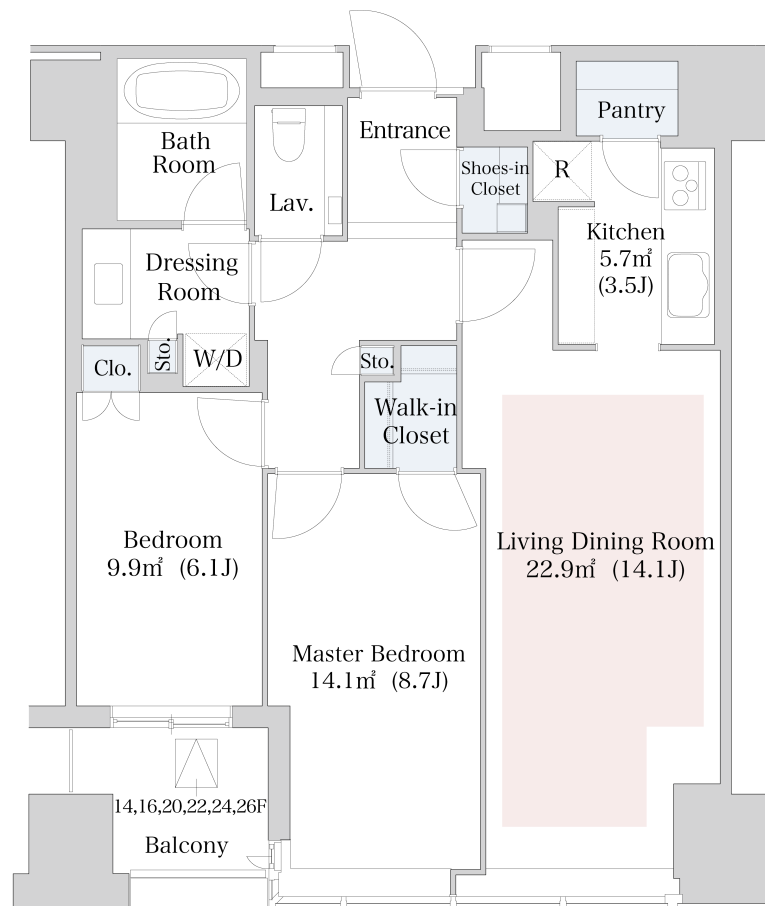 Entrance
Pantry
Bath
Room
Lav.
Shoes-in
Closet
R
Kitchen
5.7㎡
(3.5J)
Dressing
Room
Sto.
W/D
Clo.
Sto.
Walk-in
Closet
Bedroom
9.9㎡ (6.1J)
Living Dining Room
22.9㎡ (14.1J)
Master Bedroom
14.1㎡ (8.7J)
14,16,20,22,24,26F
Balcony